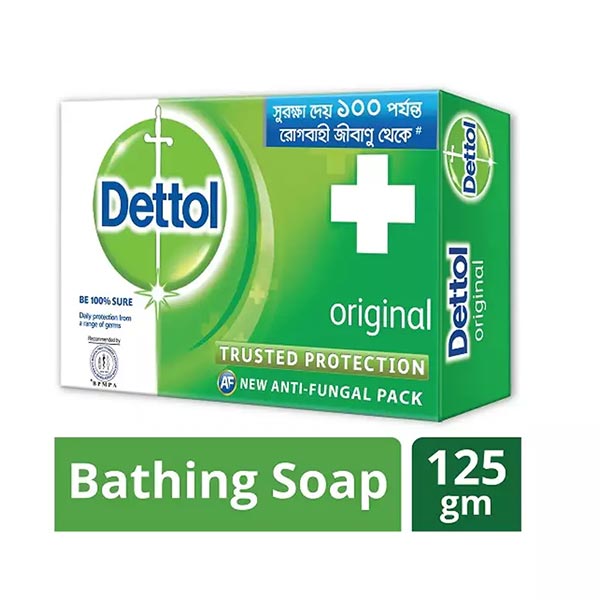 সুরক্ষা দেয় ১০০ পর্যন্ত
রোগবাহী জীবাণু থেকে #
Dettol
Dettol
BE 100% SURE
Daily protection from
a range of germs
Recommended by
*BPMPA
original
TRUSTED PROTECTION
AF NEW ANTI-FUNGAL PACK
Dettol
original
Bathing Soap
125
gm